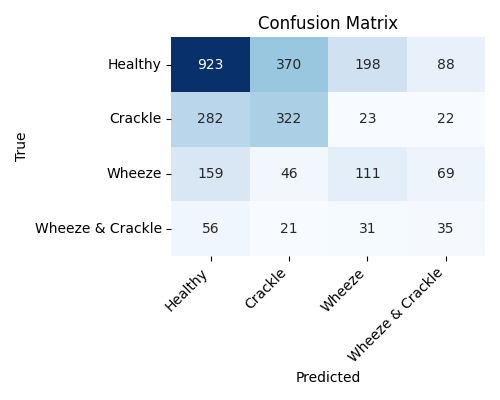 Confusion Matrix
True
Healthy 923 370 198 88
Crackle 282 322 23 22
Wheeze 159 46 111 69
Wheeze & Crackle 56 21 31 35
Healthy Crackle Wheeze Wheeze & Crackle
Predicted